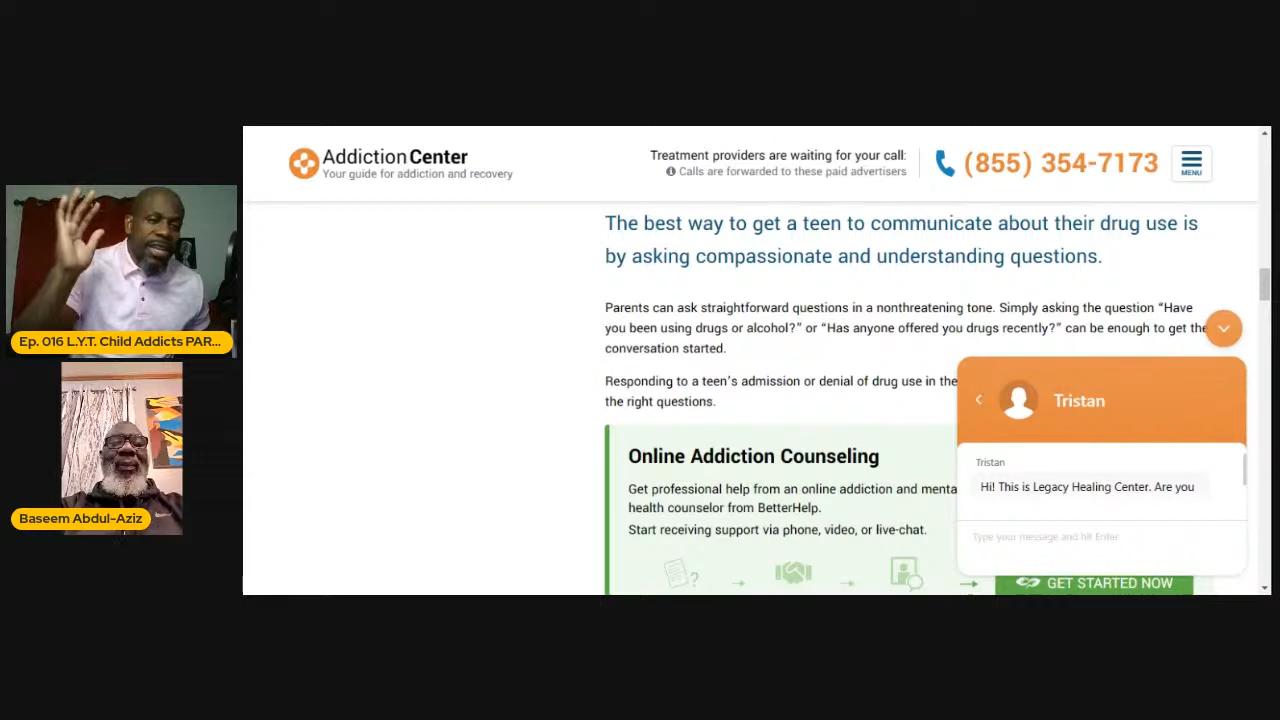 Addiction Center
Your guide for addiction and recovery
Treatment providers are waiting for your call:
Calls are forwarded to these paid advertisers
(855) 354-7173
MENU
The best way to get a teen to communicate about their drug use is
by asking compassionate and understanding questions.
Parents can ask straightforward questions in a nonthreatening tone. Simply asking the question “Have
you been using drugs or alcohol?” or “Has anyone offered you drugs recently?” can be enough to get the
conversation started.
Responding to a teen’s admission or denial of drug use in the
the right questions.
Online Addiction Counseling
Get professional help from an online addiction and menta
health counselor from BetterHelp.
Start receiving support via phone, video, or live-chat.
GET STARTED NOW
Tristan
Tristan
Hi! This is Legacy Healing Center. Are you
Type your message and hit Enter
Ep. 016 L.Y.T. Child Addicts PAR...
Baseem Abdul-Aziz